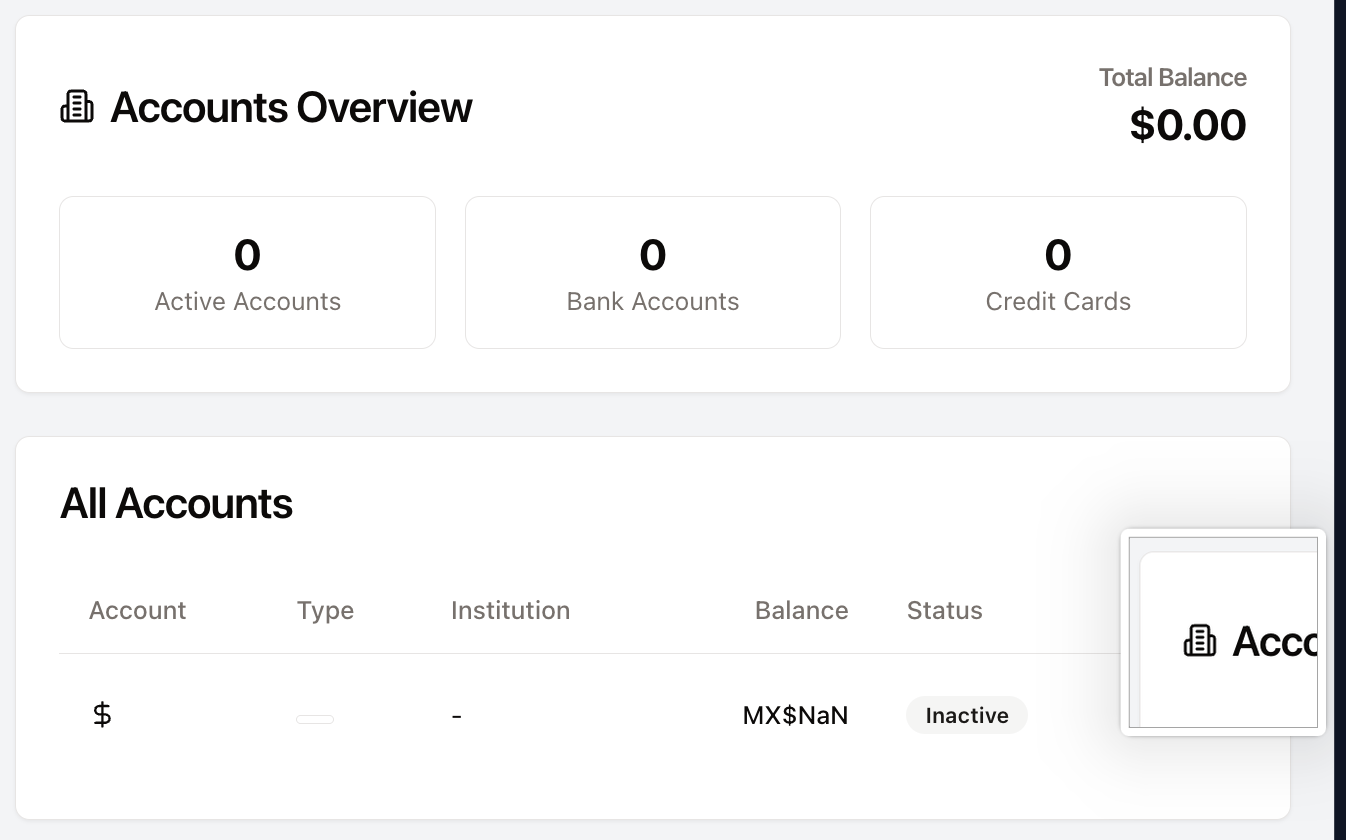 Accounts Overview
Total Balance
$0.00
0
Active Accounts
0
Bank Accounts
0
Credit Cards
All Accounts
Account Type Institution Balance Status
$ - MX$NaN Inactive
Acco